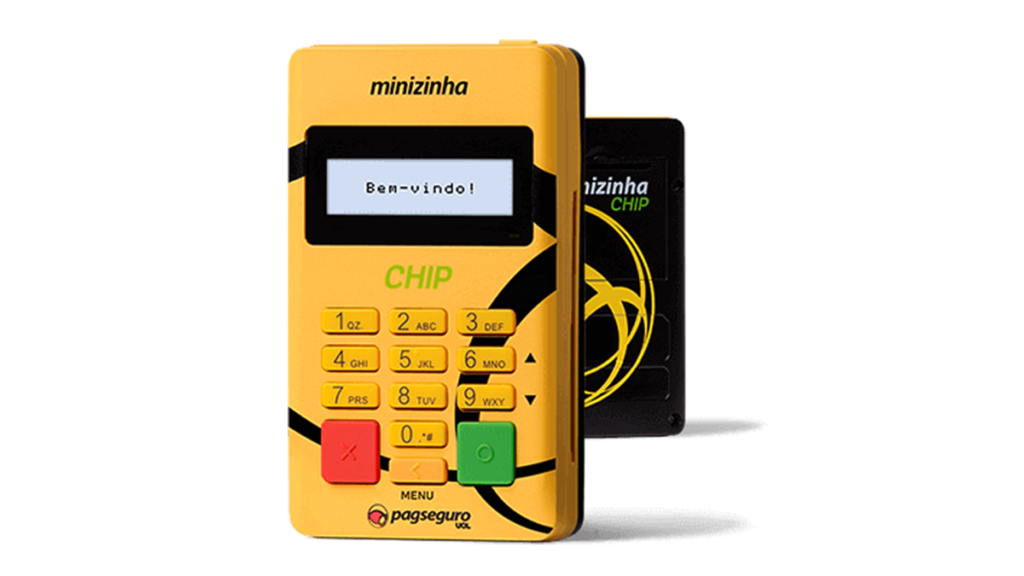 minizinha
Bem-vindo!
CHIP
1 QZ. 2 ABC 3 DEF
4 GHI 5 JKL 6 MNO
7 PRS 8 TUV 9 WXY
0 .*#
MENU
pagseguro
UOL
nizinha
CHIP